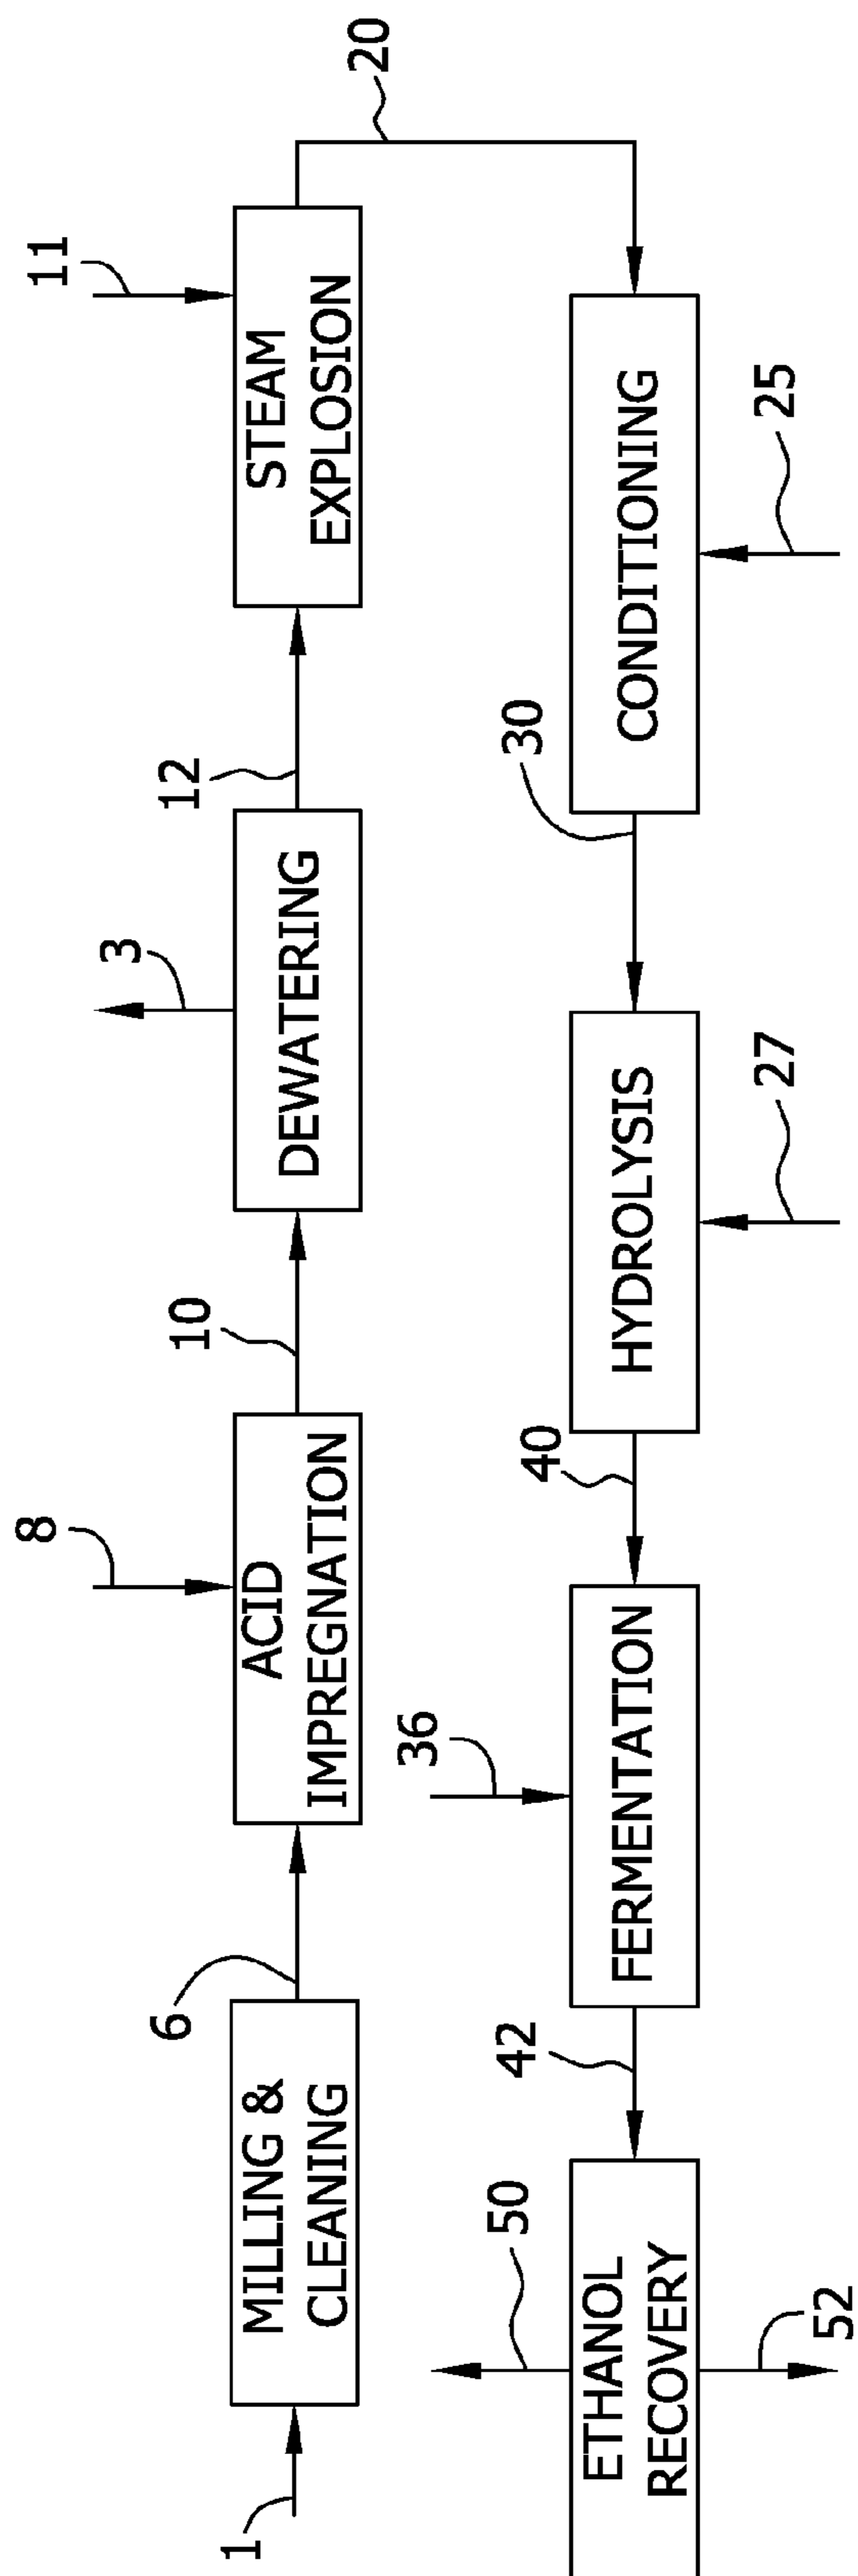 1
MILLING &
CLEANING
6
8
ACID
IMPREGNATION
10
3
DEWATERING
12
11
STEAM
EXPLOSION
20
50
ETHANOL
RECOVERY
52
42
36
FERMENTATION
40
HYDROLYSIS
27
30
CONDITIONING
25